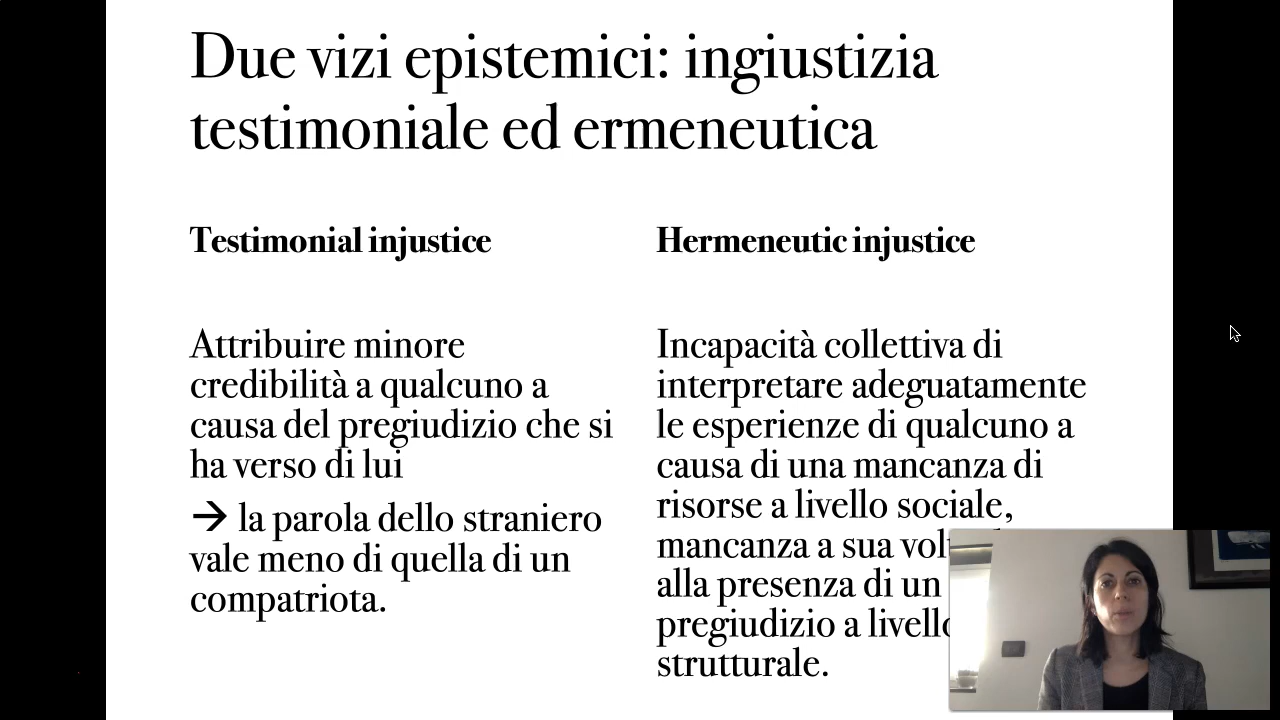 Due vizi epistemici: ingiustizia
testimoniale ed ermeneutica
Testimonial injustice
Attribuire minore
credibilità a qualcuno a
causa del pregiudizio che si
ha verso di lui
→ la parola dello straniero
vale meno di quella di un
compatriota.
Hermeneutic injustice
Incapacità collettiva di
interpretare adeguatamente
le esperienze di qualcuno a
causa di una mancanza di
risorse a livello sociale,
mancanza a sua
alla presenza di un
pregiudizio a livello
strutturale.